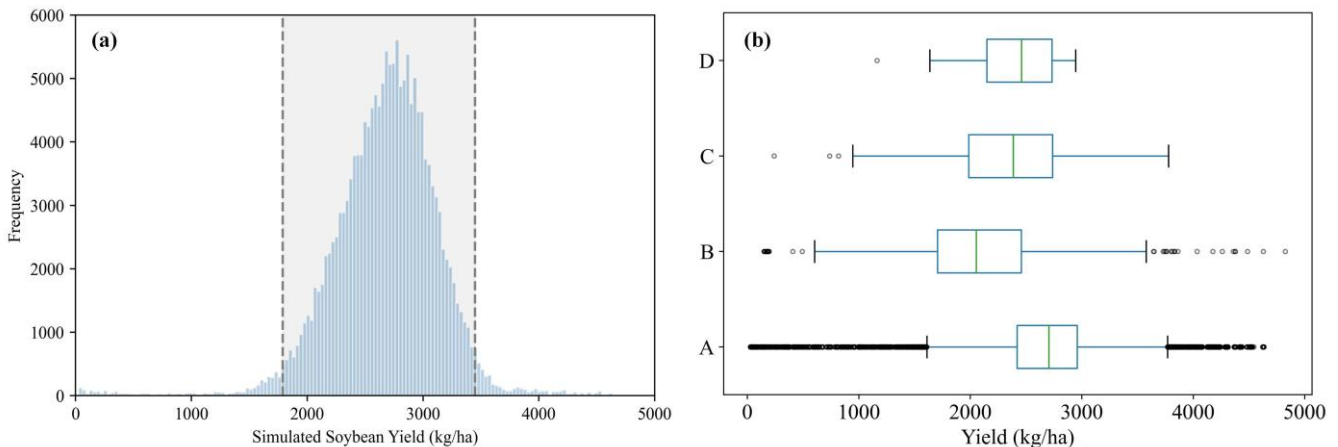 (a)
6000
5000
4000
3000
2000
1000
0
Frequency
0 1000 2000 3000 4000 5000
Simulated Soybean Yield (kg/ha)
(b)
D
C
B
A
0 1000 2000 3000 4000 5000
Yield (kg/ha)